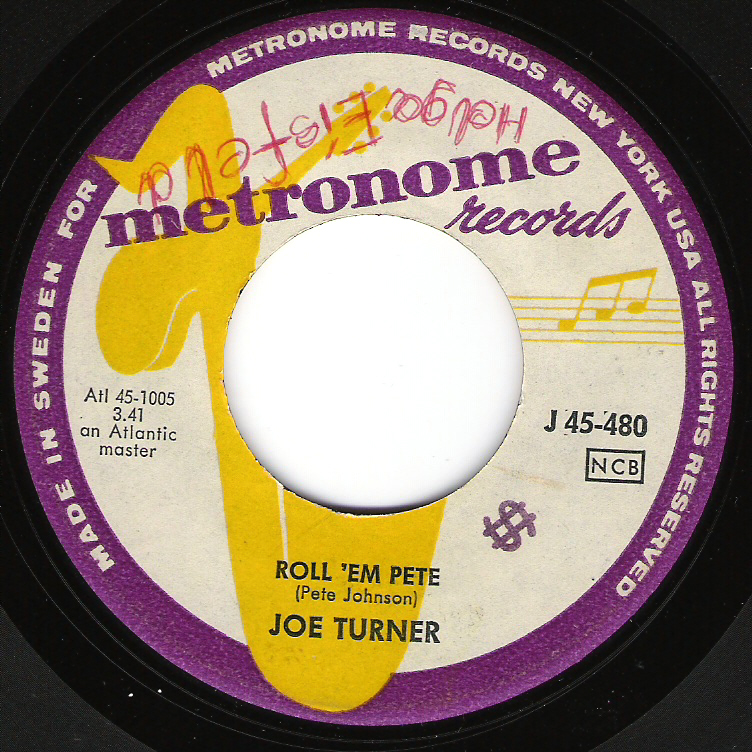 MADE IN SWEDEN FOR METRONOME RECORDS NEW YORK USA ALL RIGHTS RESERVED
metronome
records
Atl 45-1005
3.41
an Atlantic
master
J 45-480
NCB
ROLL 'EM PETE
(Pete Johnson)
JOE TURNER